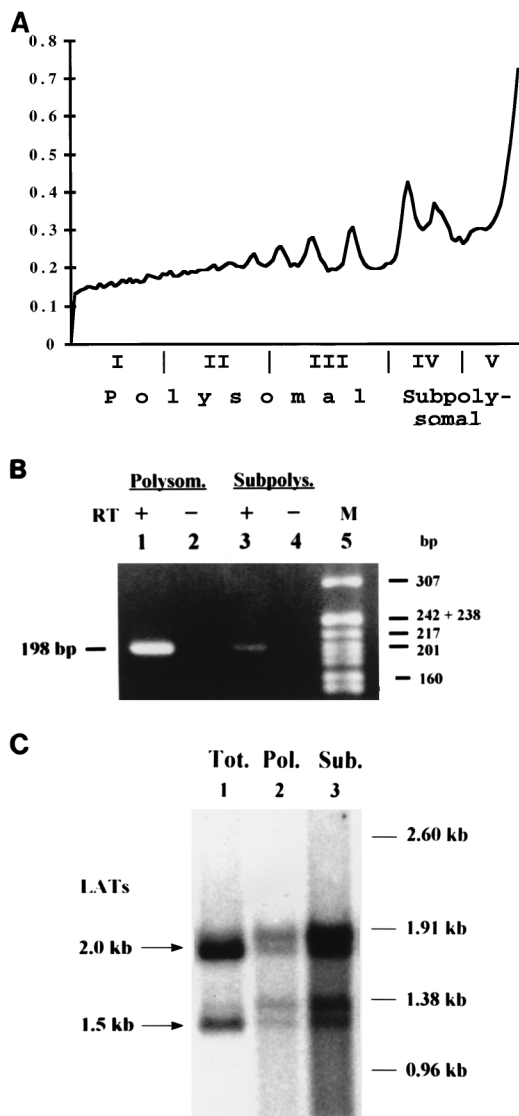 A
0.8
0.7
0.6
0.5
0.4
0.3
0.2
0.1
0
I | II | III | IV | V
Polysomal Subpoly-
somal
B
Polysom. Subpolys.
RT + − + − M
1 2 3 4 5 bp
307
242 + 238
217
198 bp 201
160
C
Tot. Pol. Sub.
1 2 3
2.60 kb
LATs
1.91 kb
2.0 kb
1.38 kb
1.5 kb
0.96 kb